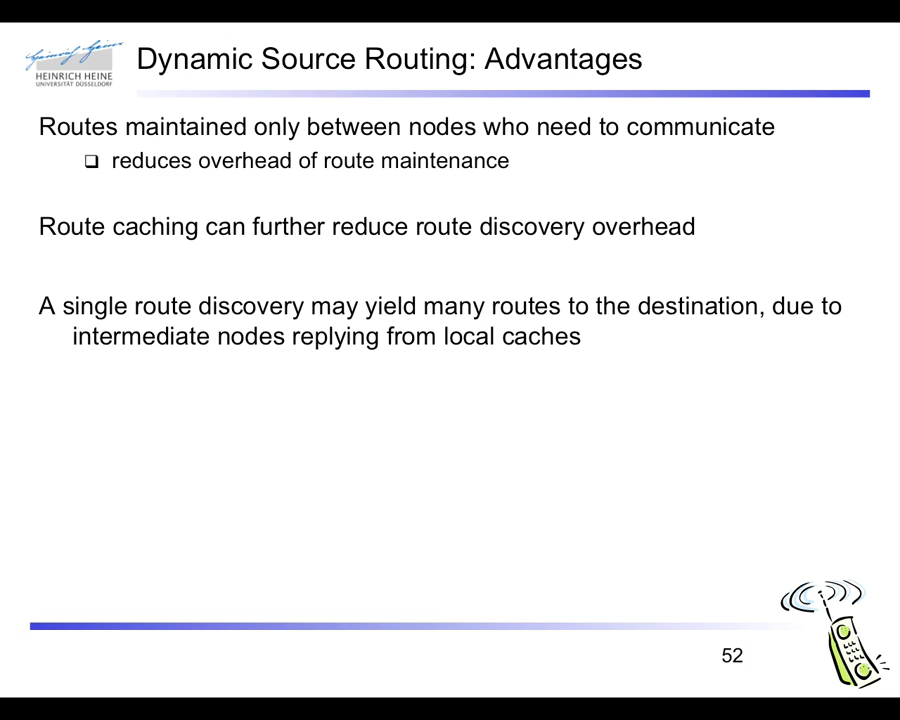 Dynamic Source Routing: Advantages
HEINRICH HEINE
UNIVERSITÄT DÜSSELDORF
Routes maintained only between nodes who need to communicate
reduces overhead of route maintenance
Route caching can further reduce route discovery overhead
A single route discovery may yield many routes to the destination, due to
intermediate nodes replying from local caches
52